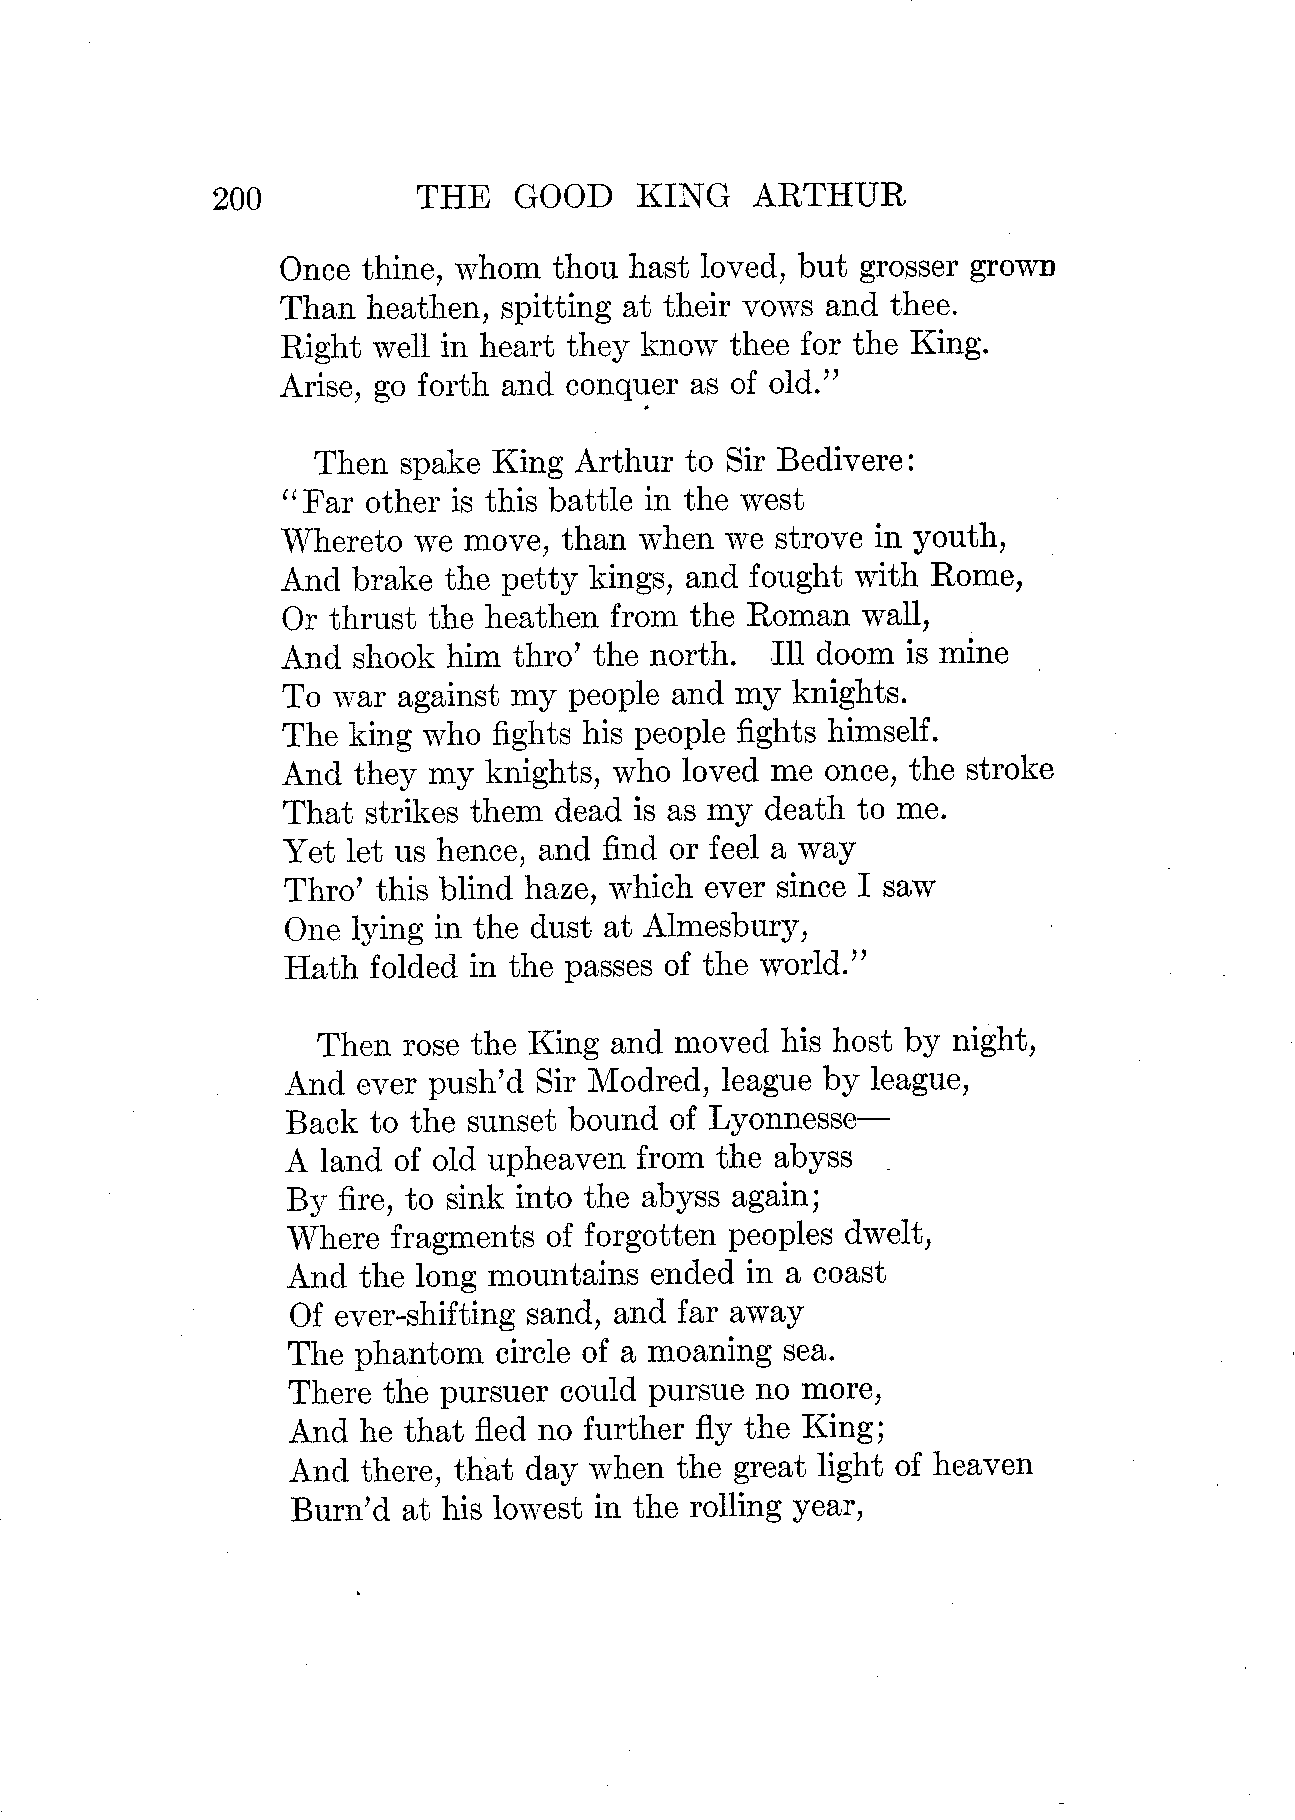 200 THE GOOD KING ARTHUR
Once thine, whom thou hast loved, but grosser grown
Than heathen, spitting at their vows and thee.
Right well in heart they know thee for the King.
Arise, go forth and conquer as of old.”
Then spake King Arthur to Sir Bedivere:
“Far other is this battle in the west
Whereto we move, than when we strove in youth,
And brake the petty kings, and fought with Rome,
Or thrust the heathen from the Roman wall,
And shook him thro’ the north. Ill doom is mine
To war against my people and my knights.
The king who fights his people fights himself.
And they my knights, who loved me once, the stroke
That strikes them dead is as my death to me.
Yet let us hence, and find or feel a way
Thro’ this blind haze, which ever since I saw
One lying in the dust at Almesbury,
Hath folded in the passes of the world.”
Then rose the King and moved his host by night,
And ever push’d Sir Modred, league by league,
Back to the sunset bound of Lyonnesse—
A land of old upheaven from the abyss
By fire, to sink into the abyss again;
Where fragments of forgotten peoples dwelt,
And the long mountains ended in a coast
Of ever-shifting sand, and far away
The phantom circle of a moaning sea.
There the pursuer could pursue no more,
And he that fled no further fly the King;
And there, that day when the great light of heaven
Burn’d at his lowest in the rolling year,